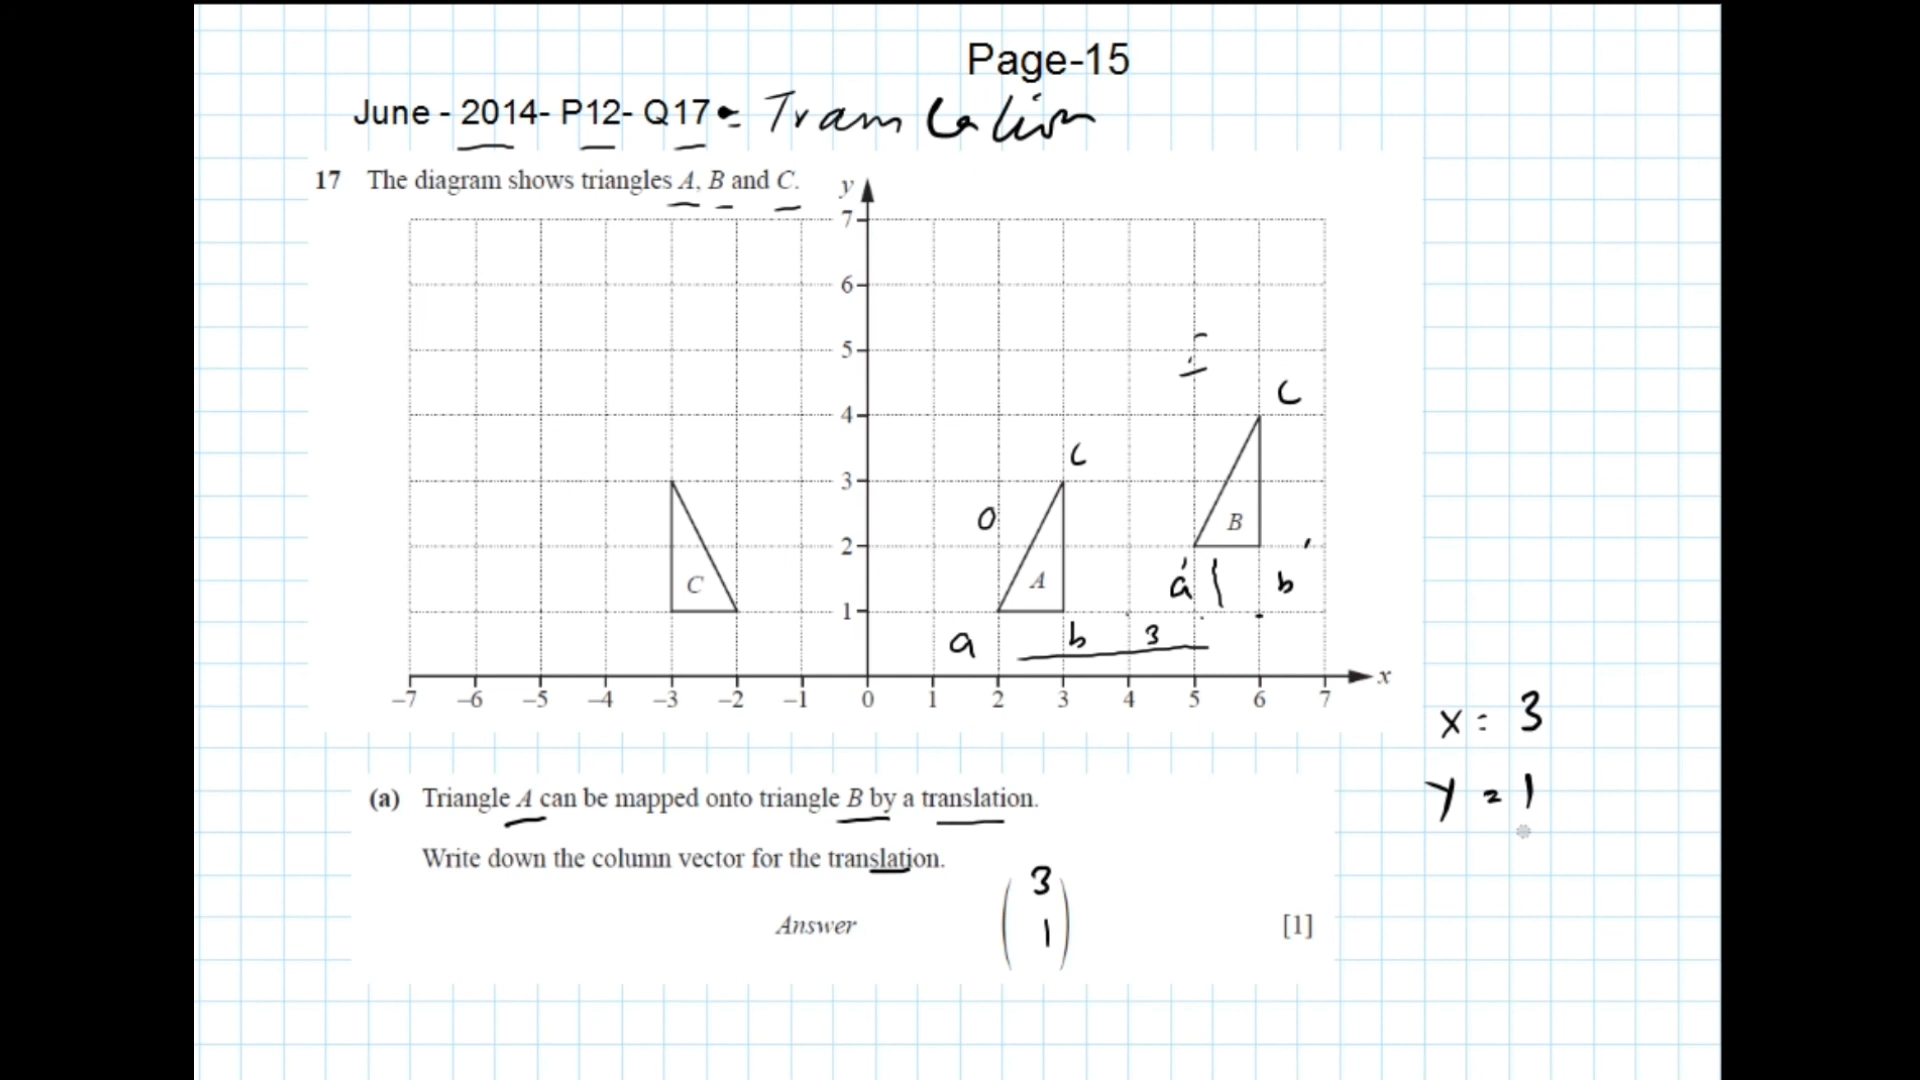 Page-15
June - 2014- P12- Q17
17 The diagram shows triangles A, B and C.
y
7
6
5
4
3
2
1
C
C
c
O
A
B
C
a
b
3
á
b
-7 -6 -5 -4 -3 -2 -1 0 1 2 3 4 5 6 7
x
x = 3
y = 1
(a) Triangle A can be mapped onto triangle B by a translation.
Write down the column vector for the translation.
3
1
Answer
[1]